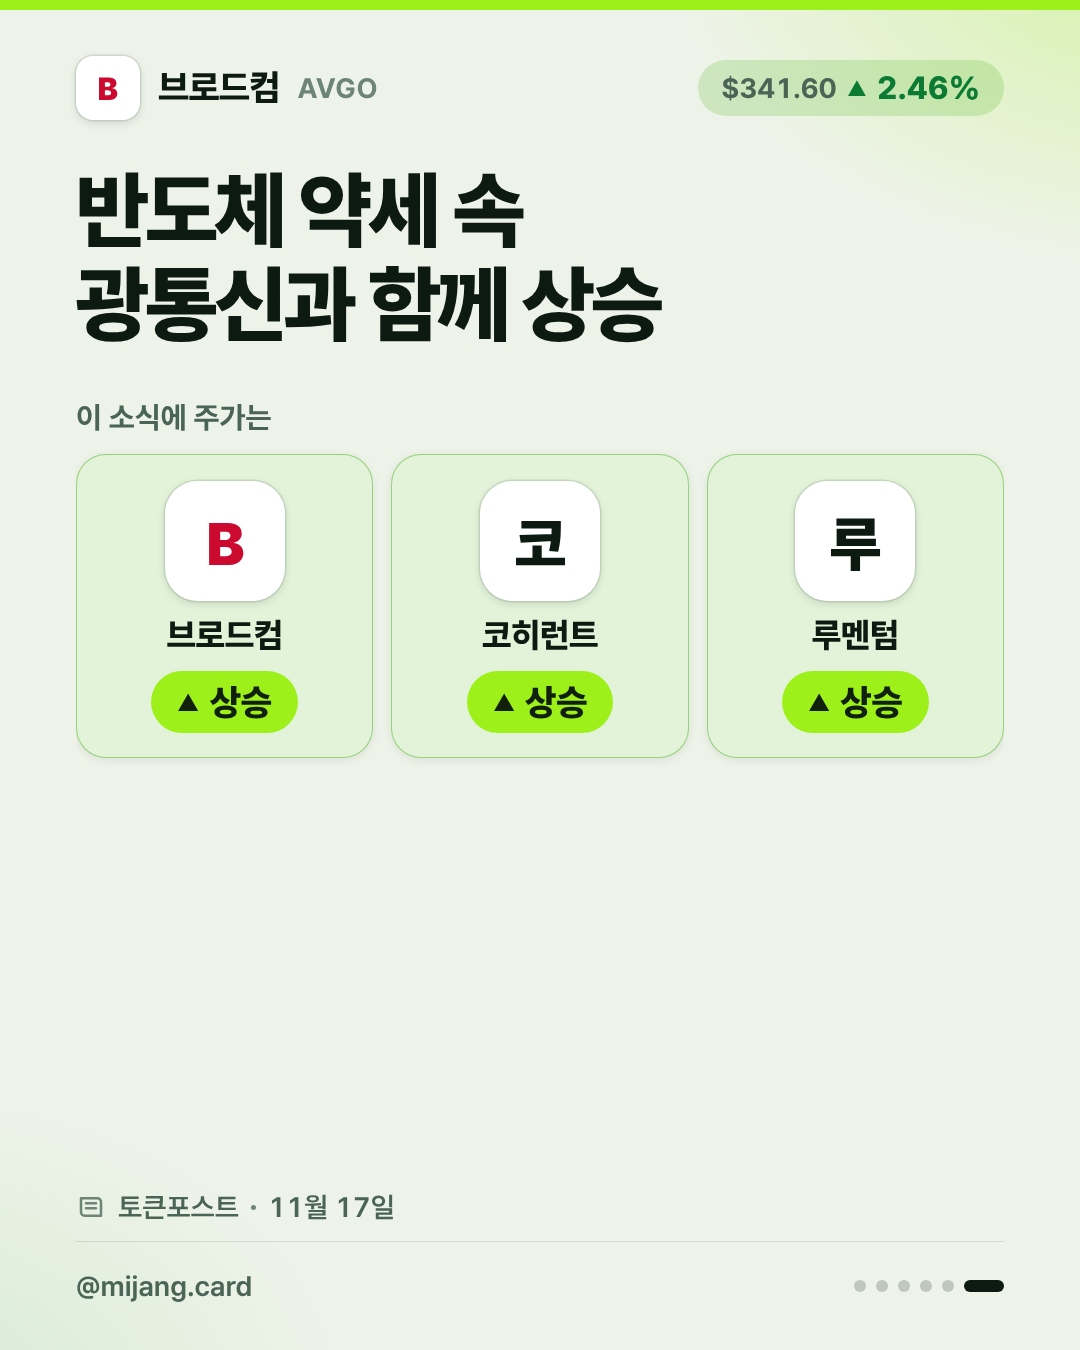 B 브로드컴 AVGO $341.60 ▲ 2.46%
반도체 약세 속
광통신과 함께 상승
이 소식에 주가는
B
브로드컴
▲ 상승
코
코히런트
▲ 상승
루
루멘텀
▲ 상승
토큰포스트 · 11월 17일
@mijang.card